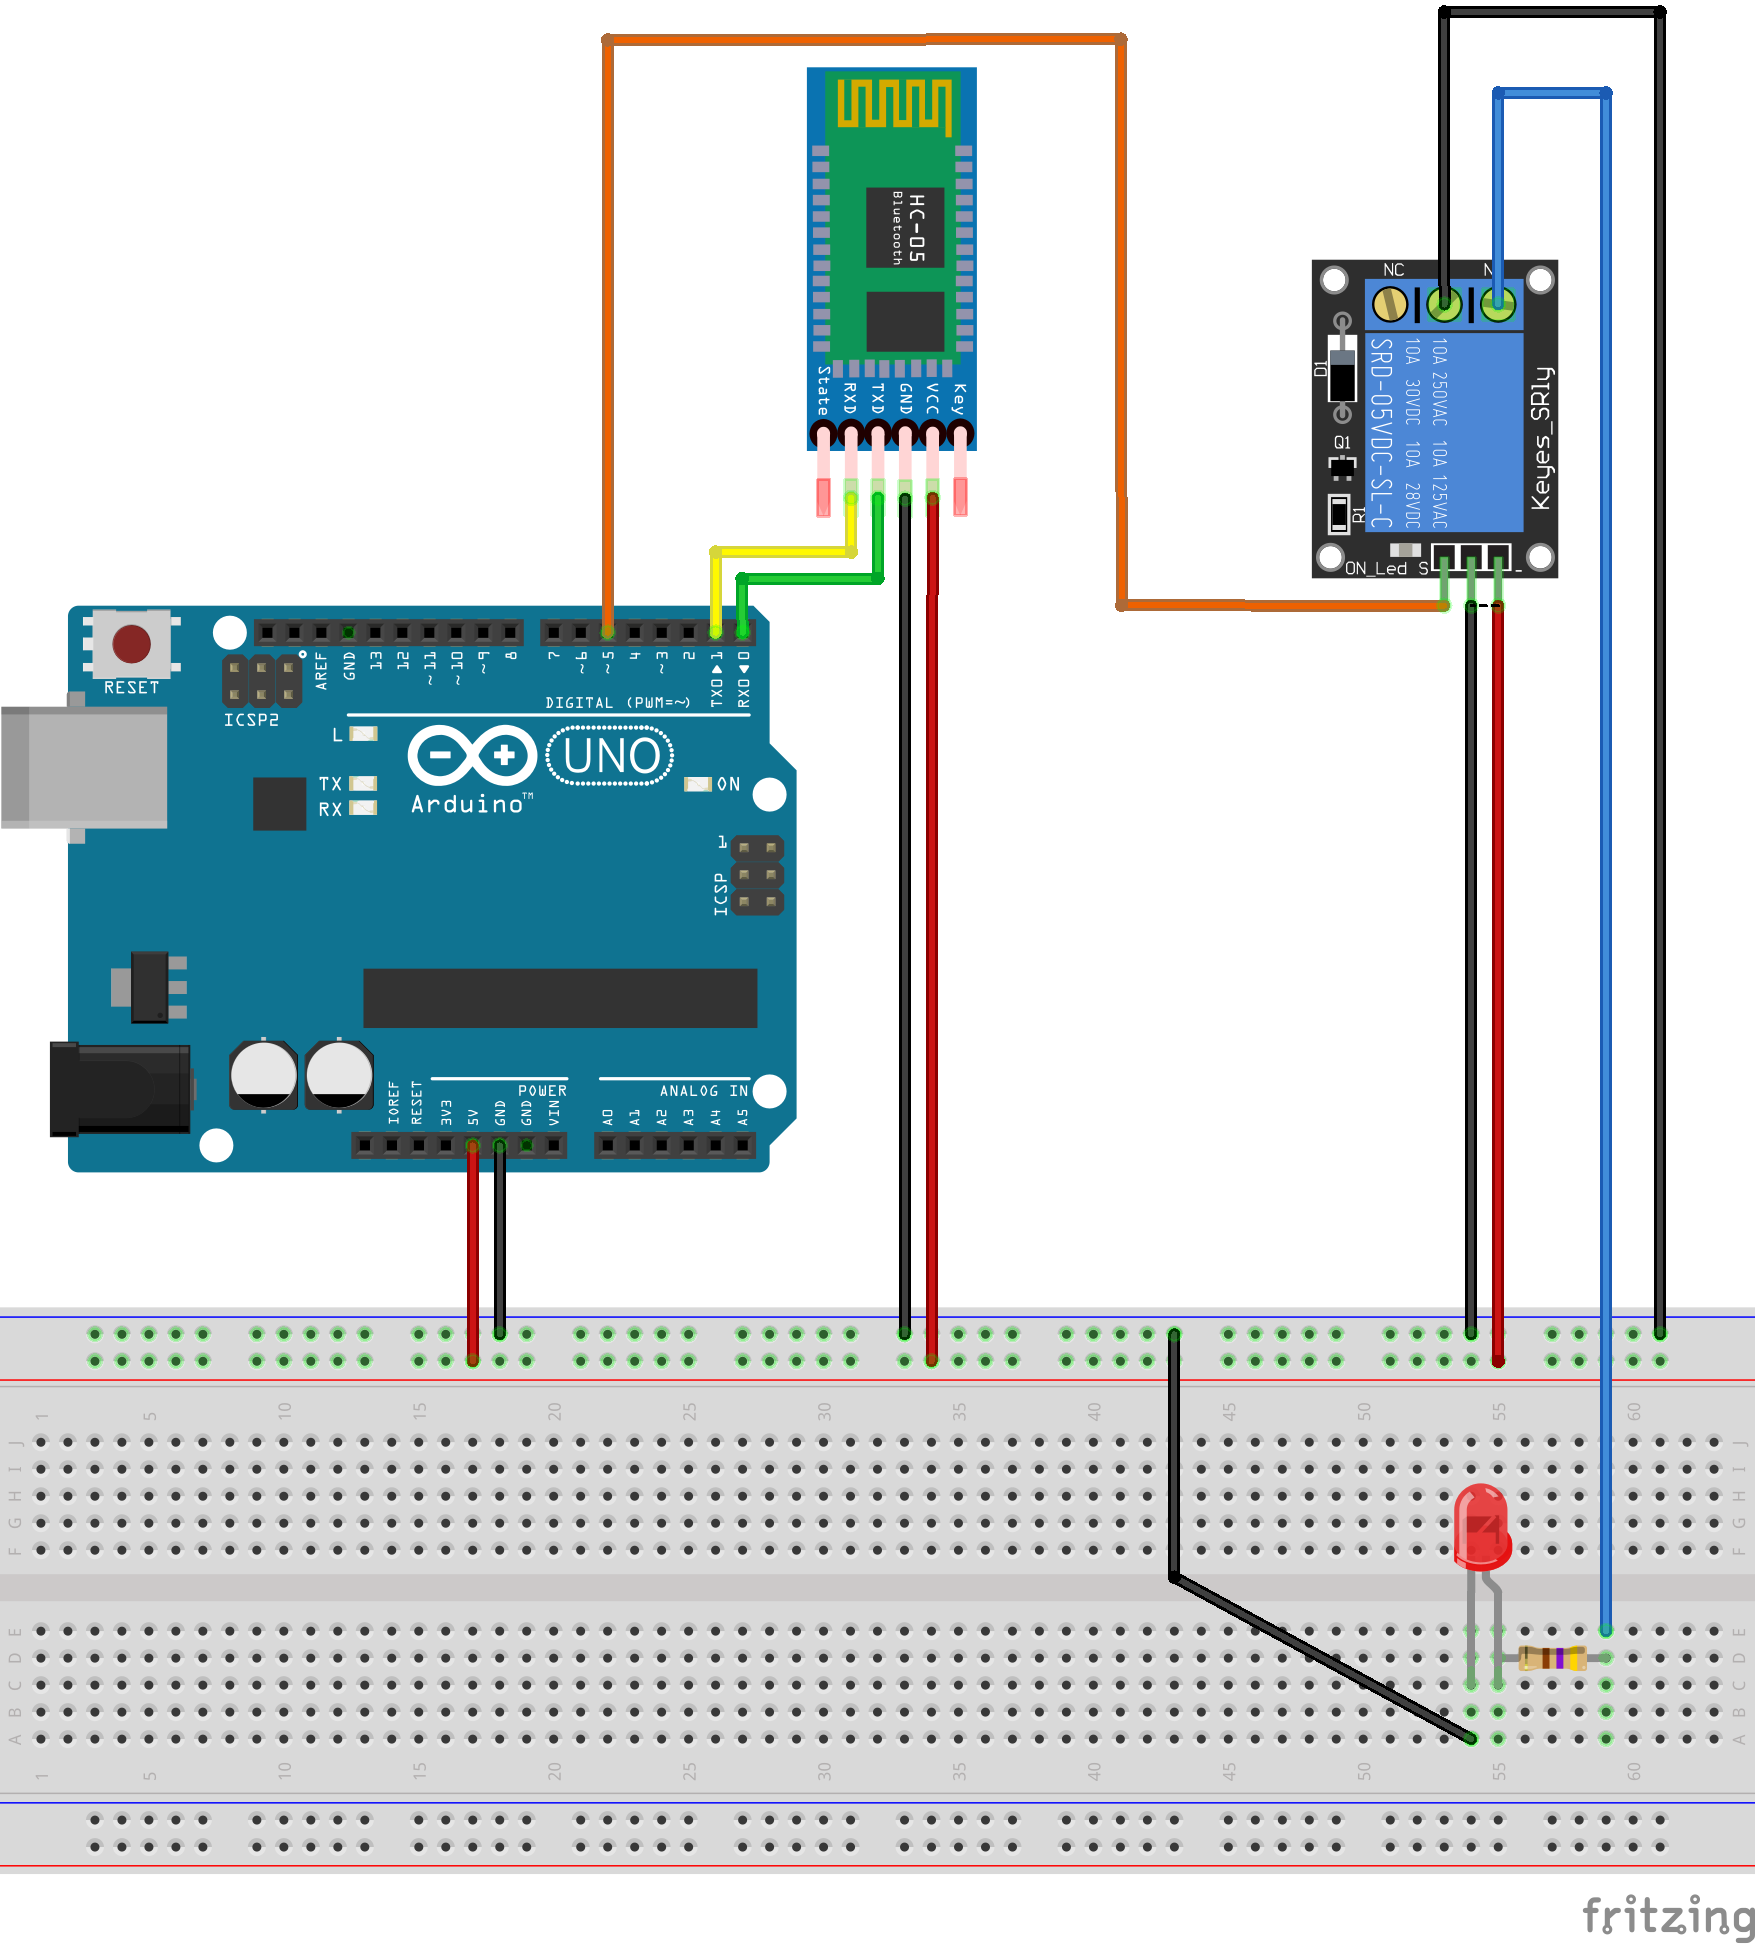 HC-05
Bluetooth
State
RXD
TXD
GND
VCC
Key
NC
N
D1
Q1
R1
SRD-05VDC-SL-C
10A 30VDC 10A 28VDC
10A 250VAC 10A 125VAC
Keyes_SRly
ON_Led S
-
RESET
ICSP2
AREF
GND
13
12
~11
~10
~9
8
7
~6
~5
4
~3
2
TX0▶1
RX0◀0
DIGITAL (PWM=~)
L
TX
RX
Arduino™
UNO
ON
1
ICSP
IOREF
RESET
3V3
5V
GND
GND
VIN
POWER
ANALOG IN
A0
A1
A2
A3
A4
A5
1 5 10 15 20 25 30 35 40 45 50 55 60
J J
I I
H H
G G
F F
E E
D D
C C
B B
A A
1 5 10 15 20 25 30 35 40 45 50 55 60
fritzing